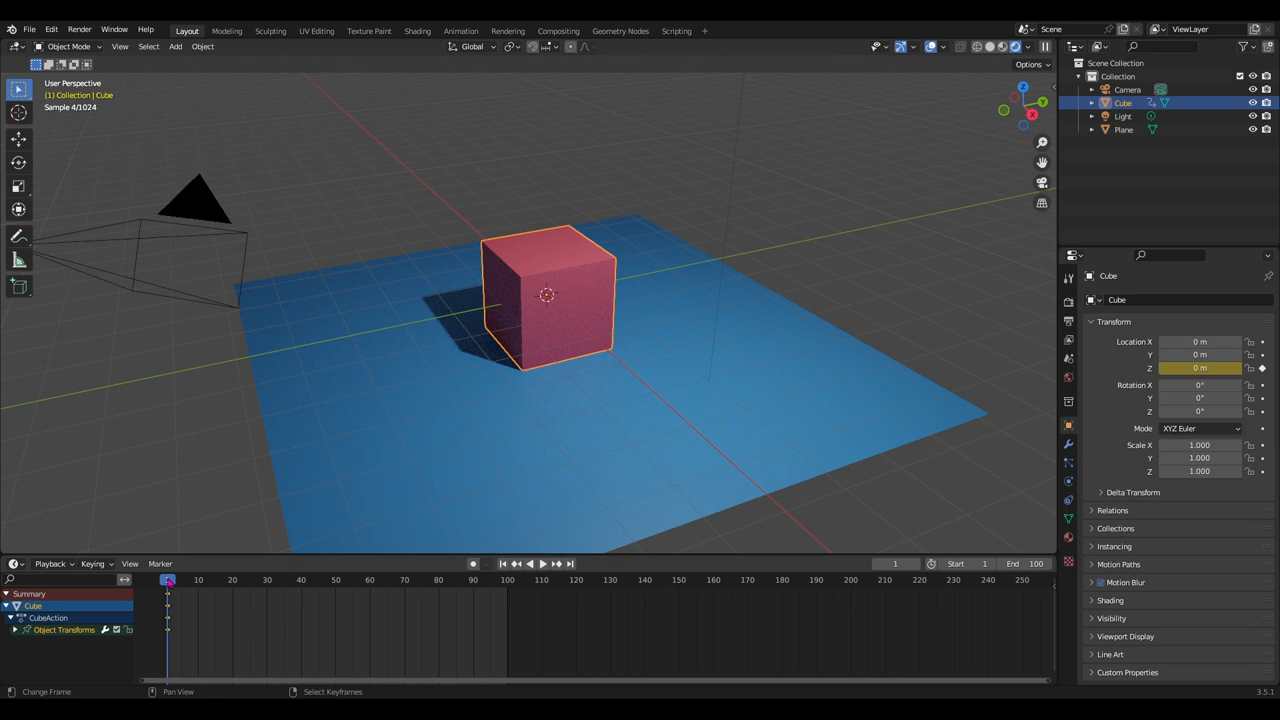 File Edit Render Window Help Layout Modeling Sculpting UV Editing Texture Paint Shading Animation Rendering Compositing Geometry Nodes Scripting + Scene ViewLayer
Object Mode View Select Add Object Global
Options
User Perspective
(1) Collection | Cube
Sample 4/1024
Z
Y
X
Scene Collection
Collection
Camera
Cube
Light
Plane
Cube
Cube
Transform
Location X 0 m
Y 0 m
Z 0 m
Rotation X 0°
Y 0°
Z 0°
Mode XYZ Euler
Scale X 1.000
Y 1.000
Z 1.000
Delta Transform
Relations
Collections
Instancing
Motion Paths
Motion Blur
Shading
Visibility
Viewport Display
Line Art
Custom Properties
Playback Keying View Marker 1 Start 1 End 100
10 20 30 40 50 60 70 80 90 100 110 120 130 140 150 160 170 180 190 200 210 220 230 240 250
Summary
Cube
CubeAction
Object Transforms
Change Frame Pan View Select Keyframes 3.5.1